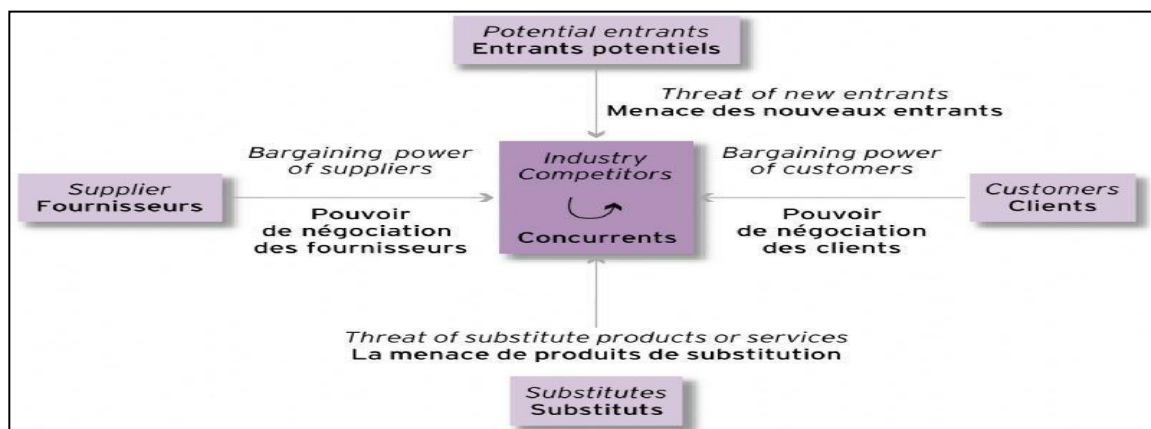 Potential entrants
Entrants potentiels
Threat of new entrants
Menace des nouveaux entrants
Bargaining power
of suppliers
Industry
Competitors
Bargaining power
of customers
Supplier
Fournisseurs
Customers
Clients
Pouvoir
de négociation
des fournisseurs
Concurrents
Pouvoir
de négociation
des clients
Threat of substitute products or services
La menace de produits de substitution
Substitutes
Substituts